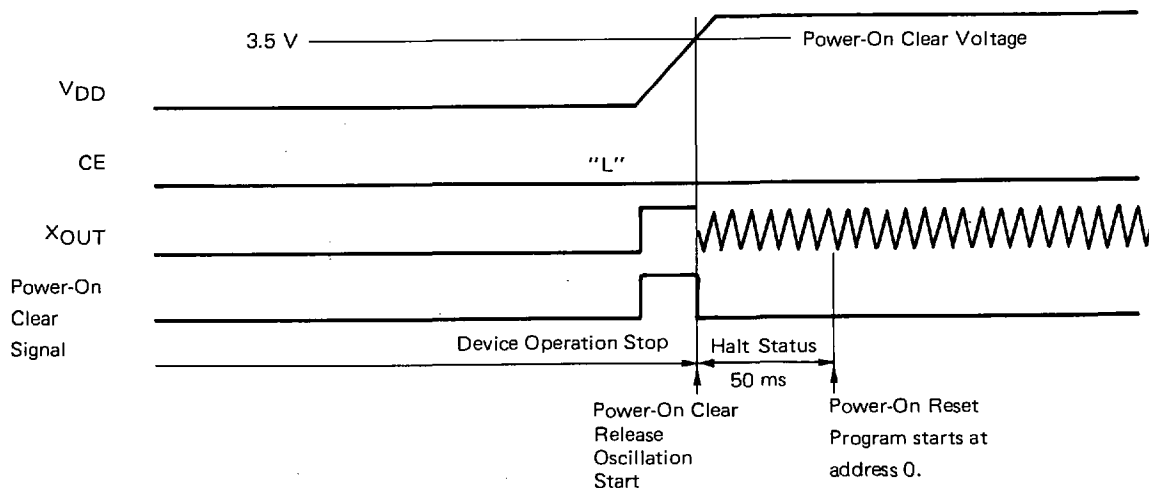 3.5 V
Power-On Clear Voltage
VDD
CE
"L"
XOUT
Power-On
Clear
Signal
Device Operation Stop
Halt Status
50 ms
Power-On Clear
Release
Oscillation
Start
Power-On Reset
Program starts at
address 0.